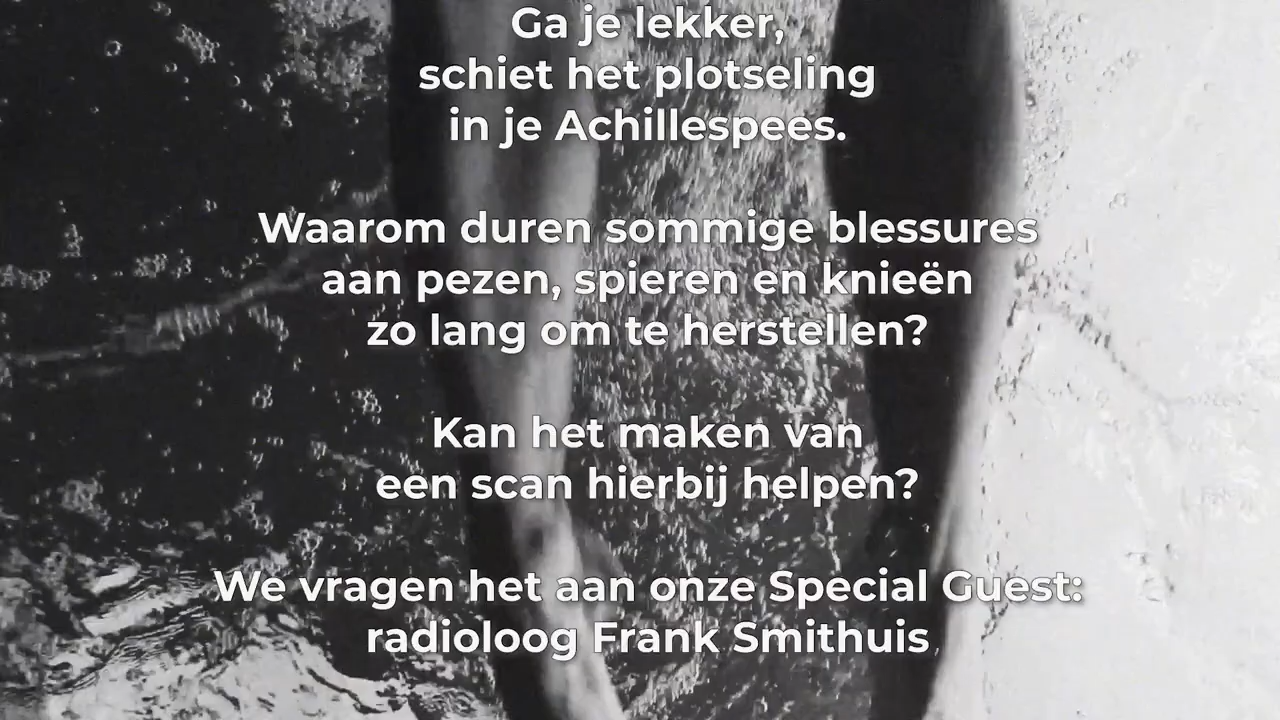 Ga je lekker,
schiet het plotseling
in je Achillespees.
Waarom duren sommige blessures
aan pezen, spieren en knieën
zo lang om te herstellen?
Kan het maken van
een scan hierbij helpen?
We vragen het aan onze Special Guest:
radioloog Frank Smithuis